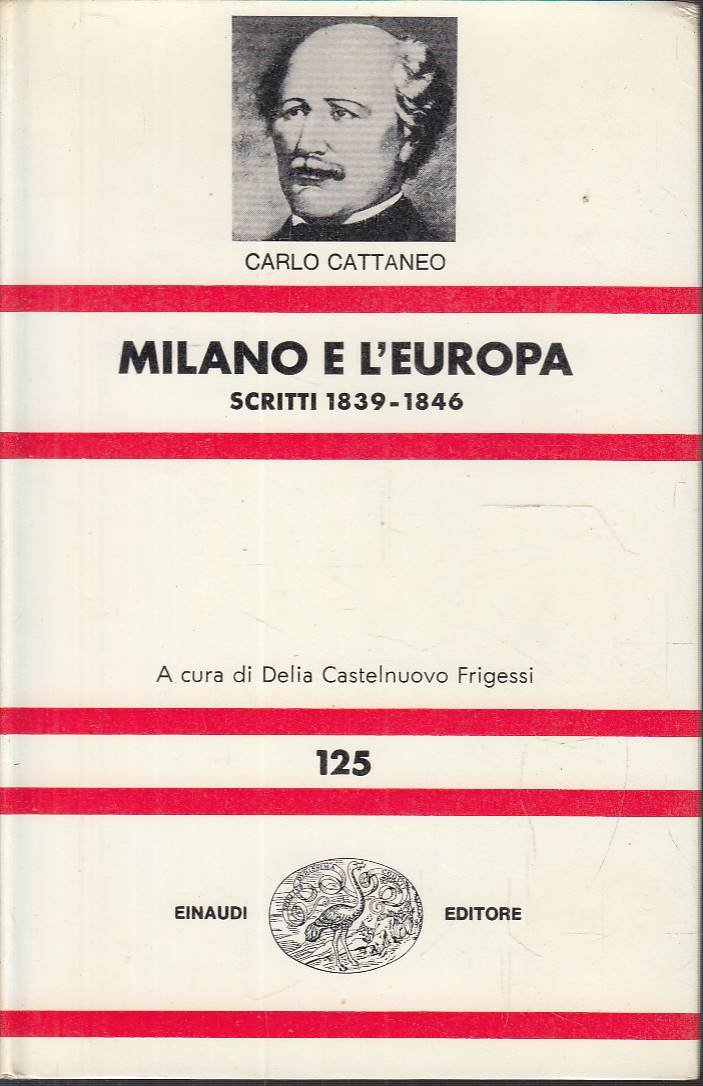 CARLO CATTANEO
MILANO E L'EUROPA
SCRITTI 1839-1846
A cura di Delia Castelnuovo Frigessi
125
EINAUDI EDITORE